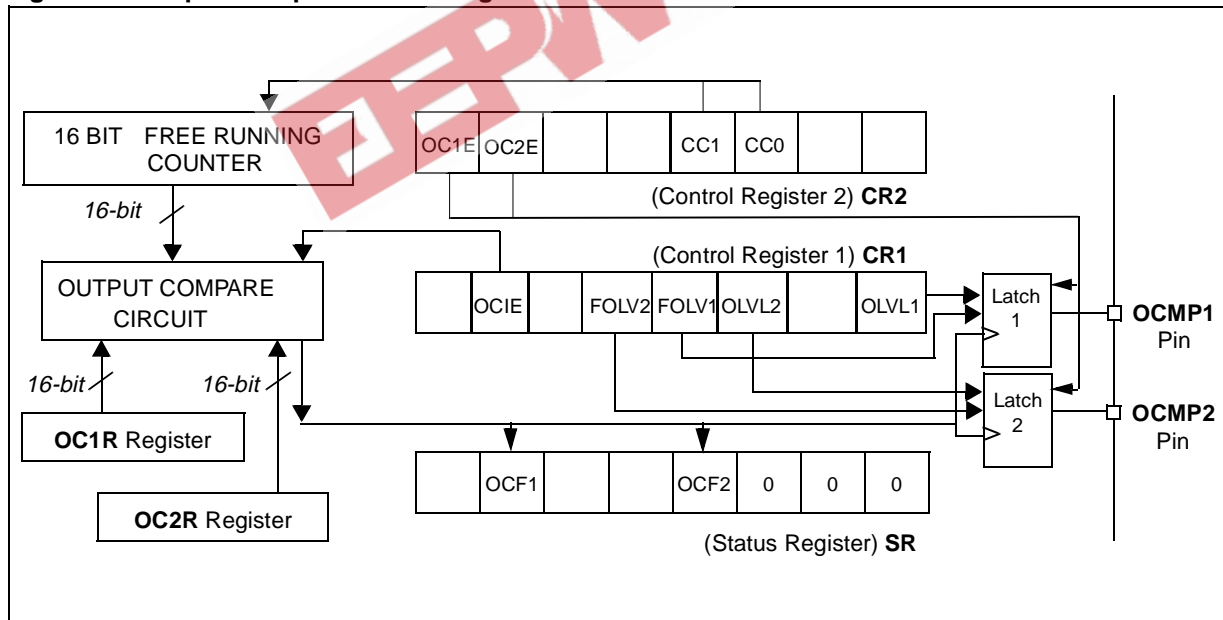 16 BIT FREE RUNNING
COUNTER
OC1E OC2E CC1 CC0
(Control Register 2) CR2
16-bit
(Control Register 1) CR1
OUTPUT COMPARE
CIRCUIT
OCIE FOLV2 FOLV1 OLVL2 OLVL1
Latch
1
OCMP1
Pin
16-bit 16-bit
Latch
2
OCMP2
Pin
OC1R Register
OCF1 OCF2 0 0 0
OC2R Register
(Status Register) SR